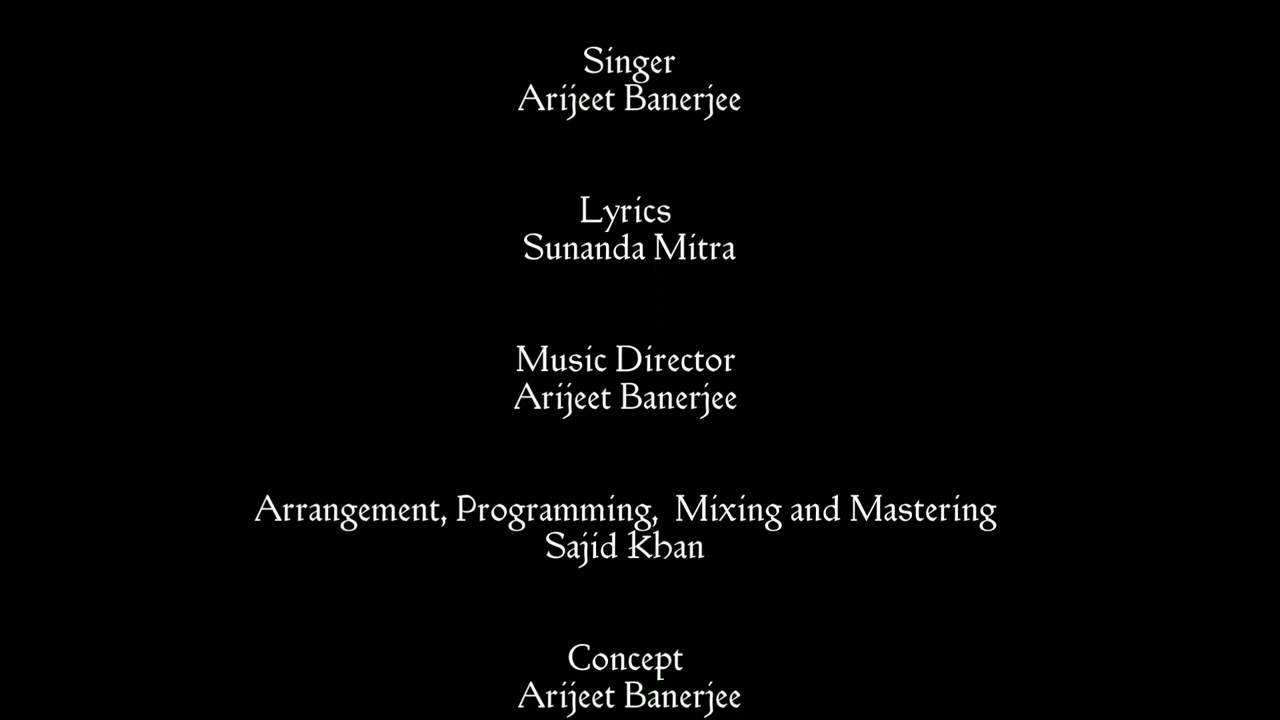 Singer
Arijeet Banerjee
Lyrics
Sunanda Mitra
Music Director
Arijeet Banerjee
Arrangement, Programming,  Mixing and Mastering
Sajid Khan
Concept
Arijeet Banerjee